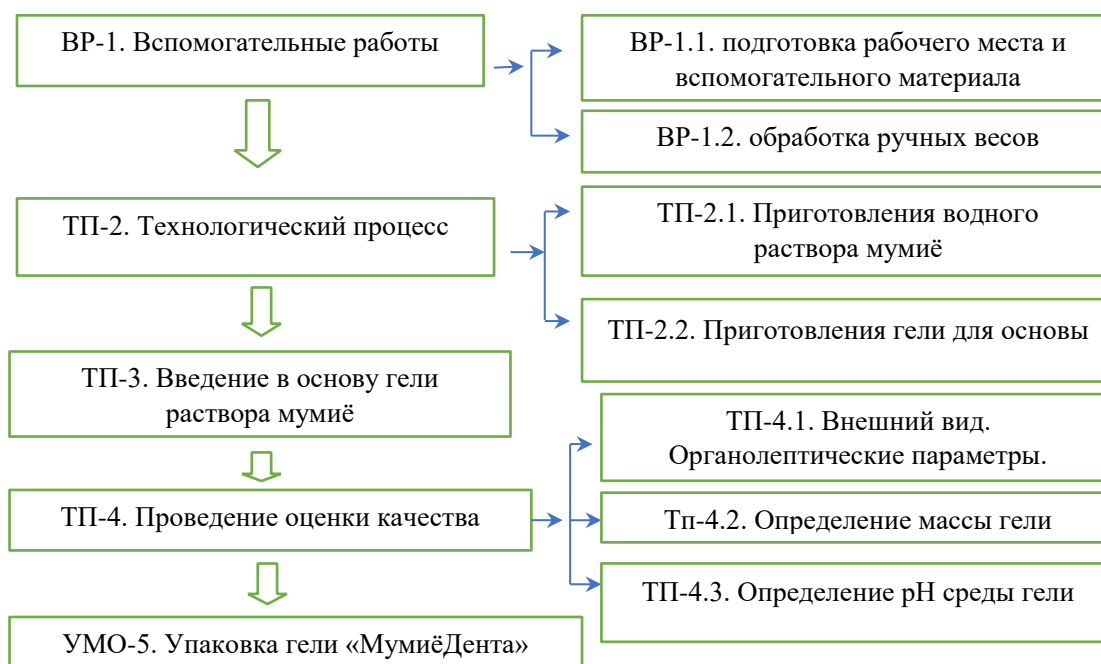 ВР-1. Вспомогательные работы
ВР-1.1. подготовка рабочего места и
вспомогательного материала
ВР-1.2. обработка ручных весов
ТП-2. Технологический процесс
ТП-2.1. Приготовления водного
раствора мумиё
ТП-2.2. Приготовления гели для основы
ТП-3. Введение в основу гели
раствора мумиё
ТП-4. Проведение оценки качества
ТП-4.1. Внешний вид.
Органолептические параметры.
Тп-4.2. Определение массы гели
ТП-4.3. Определение pH среды гели
УМО-5. Упаковка гели «МумиёДента»